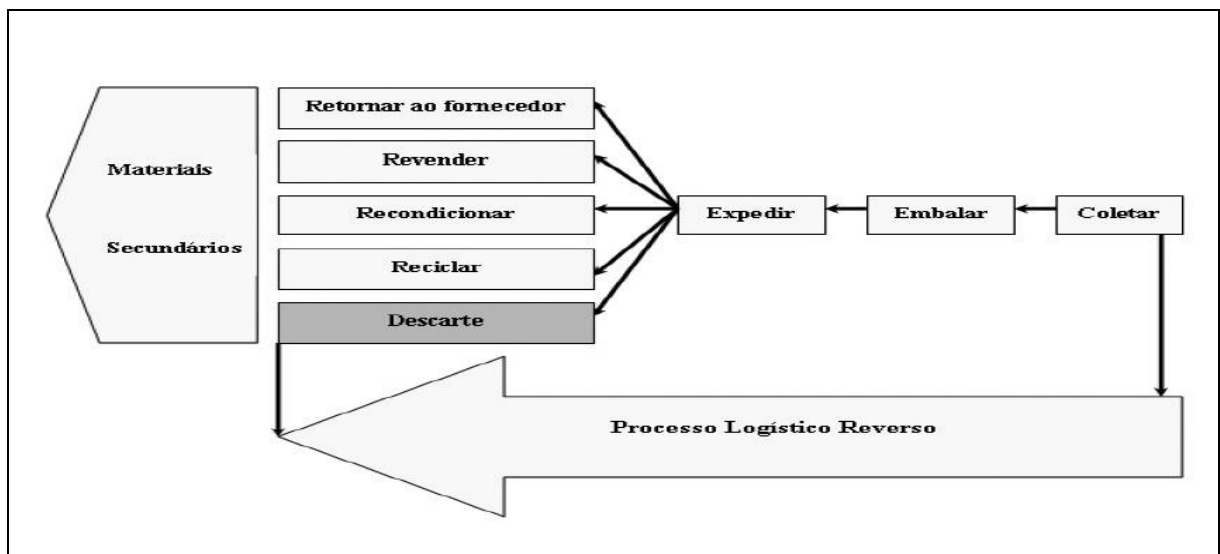 Retornar ao fornecedor
Materiais
Secundários
Revender
Recondicionar
Reciclar
Descarte
Expedir
Embalar
Coletar
Processo Logístico Reverso